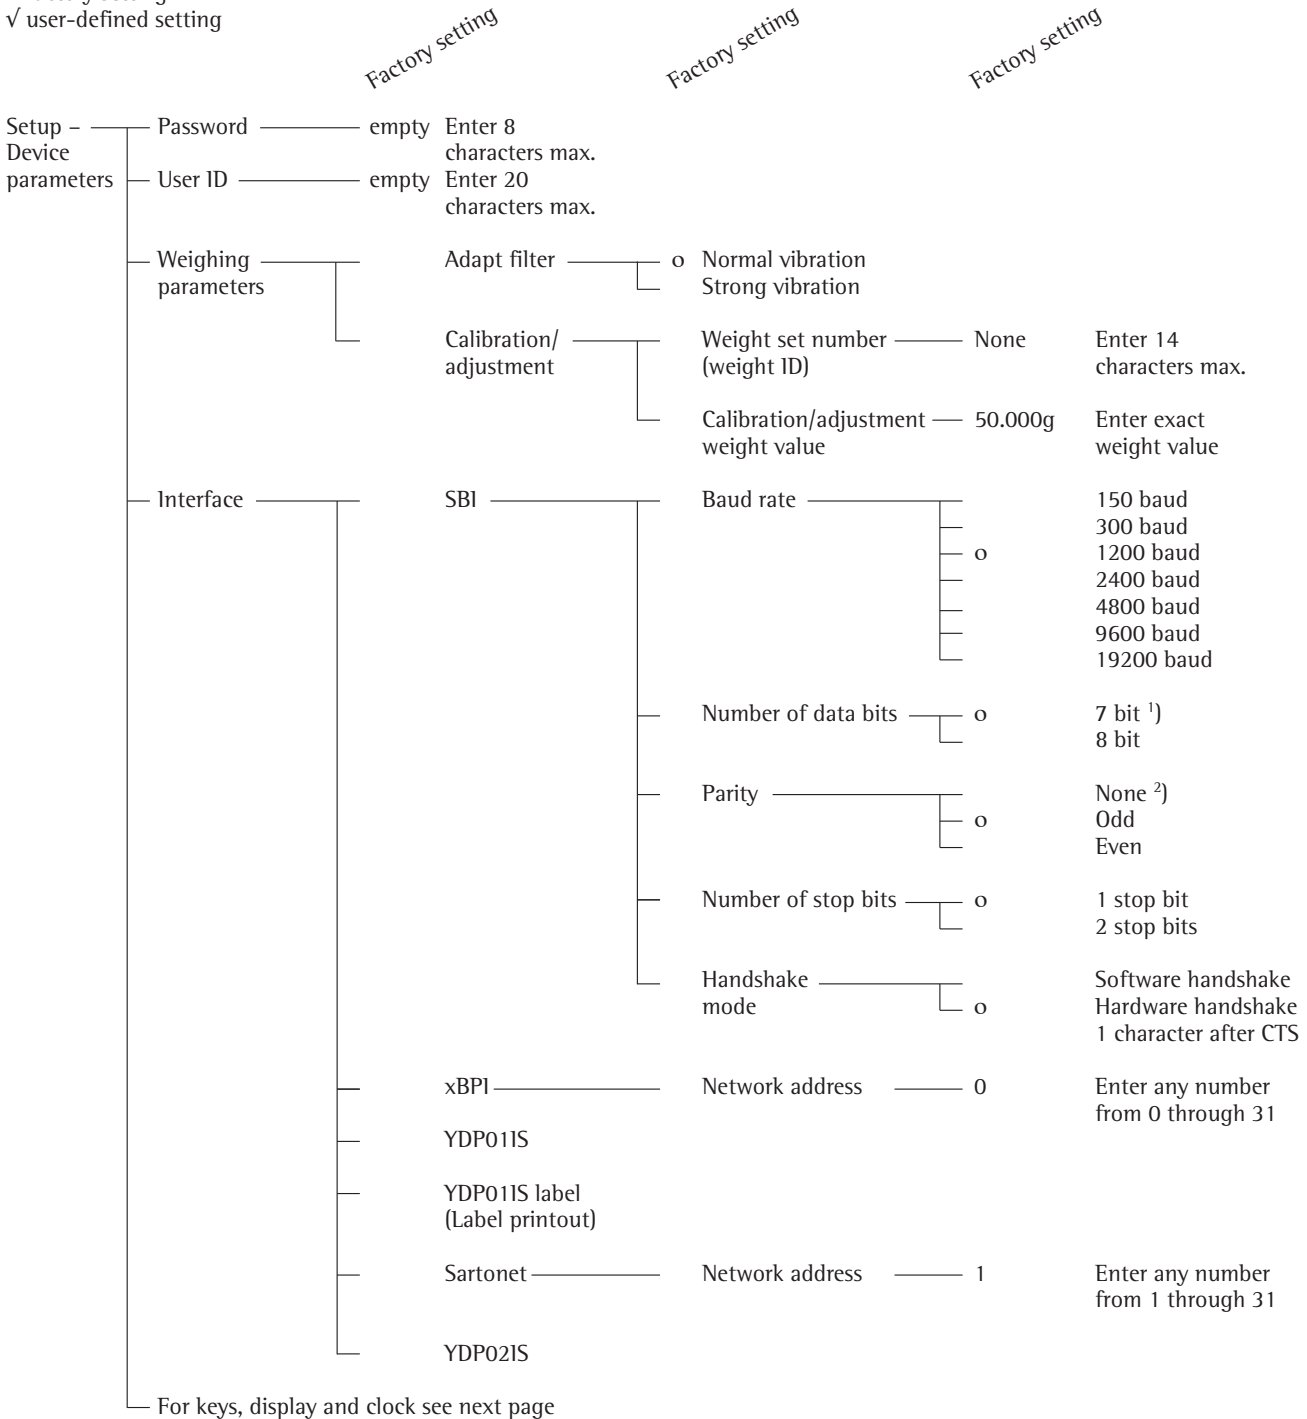 √ user-defined setting
Factory setting
Factory setting
Factory setting
Setup –
Device
parameters
Password
empty
Enter 8
characters max.
User ID
empty
Enter 20
characters max.
Weighing
parameters
Adapt filter
o
Normal vibration
Strong vibration
Calibration/
adjustment
Weight set number
(weight ID)
None
Enter 14
characters max.
Calibration/adjustment
weight value
50.000g
Enter exact
weight value
Interface
SBI
Baud rate
150 baud
300 baud
o
1200 baud
2400 baud
4800 baud
9600 baud
19200 baud
Number of data bits
o
7 bit ¹)
8 bit
Parity
None ²)
o
Odd
Even
Number of stop bits
o
1 stop bit
2 stop bits
Handshake
mode
Software handshake
o
Hardware handshake
1 character after CTS
xBPI
Network address
0
Enter any number
from 0 through 31
YDP01IS
YDP01IS label
(Label printout)
Sartonet
Network address
1
Enter any number
from 1 through 31
YDP02IS
For keys, display and clock see next page